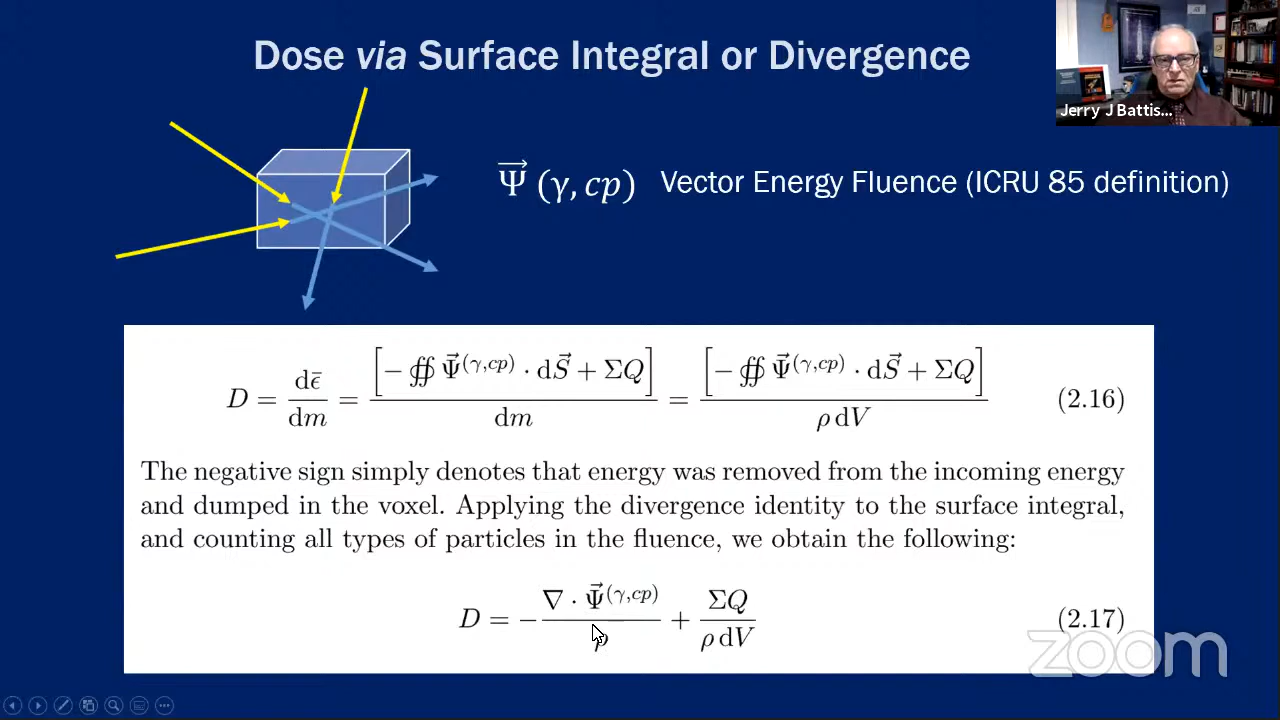 Dose via Surface Integral or Divergence
Jerry J Battis...
Ψ⃗ (γ, cp) Vector Energy Fluence (ICRU 85 definition)
D = dε̄/dm = [− ∯ Ψ⃗^(γ,cp) · dS⃗ + ΣQ]/dm = [− ∯ Ψ⃗^(γ,cp) · dS⃗ + ΣQ]/ρ dV (2.16)
The negative sign simply denotes that energy was removed from the incoming energy
and dumped in the voxel. Applying the divergence identity to the surface integral,
and counting all types of particles in the fluence, we obtain the following:
D = − ∇ · Ψ⃗^(γ,cp)/ρ + ΣQ/ρ dV (2.17)
zoom